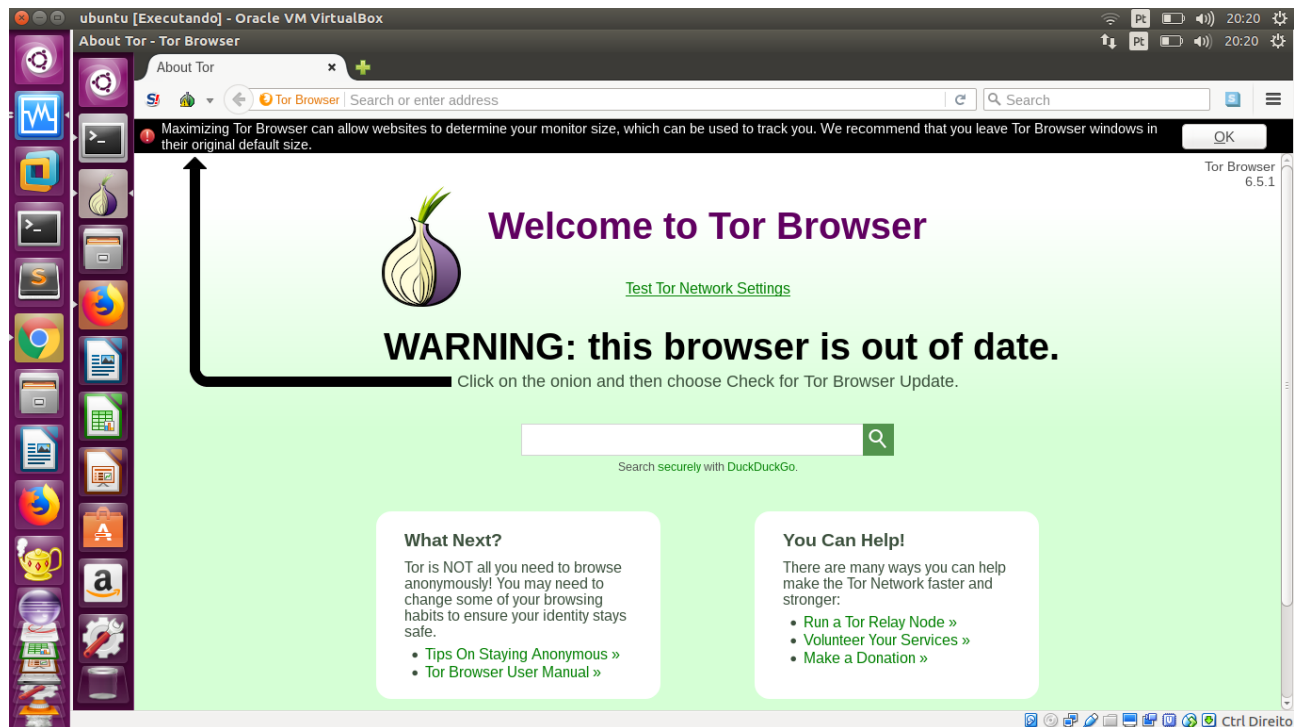 ubuntu [Executando] - Oracle VM VirtualBox
Pt
20:20
About Tor - Tor Browser
Pt
20:20
About Tor
S!
Tor Browser
Search or enter address
Search
S
Maximizing Tor Browser can allow websites to determine your monitor size, which can be used to track you. We recommend that you leave Tor Browser windows in
their original default size.
OK
Tor Browser
6.5.1
Welcome to Tor Browser
Test Tor Network Settings
WARNING: this browser is out of date.
Click on the onion and then choose Check for Tor Browser Update.
Search securely with DuckDuckGo.
What Next?
Tor is NOT all you need to browse
anonymously! You may need to
change some of your browsing
habits to ensure your identity stays
safe.
• Tips On Staying Anonymous »
• Tor Browser User Manual »
You Can Help!
There are many ways you can help
make the Tor Network faster and
stronger:
• Run a Tor Relay Node »
• Volunteer Your Services »
• Make a Donation »
Ctrl Direito